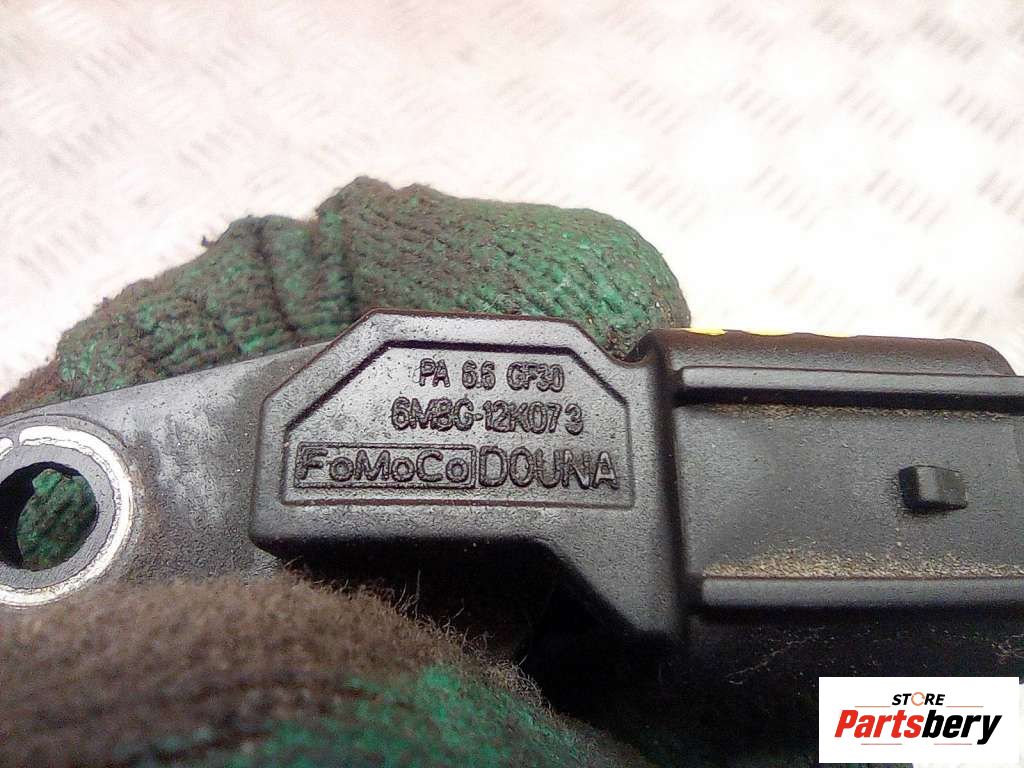 PA 6.6 GF30
6M8G-12K073
FoMoCo DOUNA
STORE
Partsbery